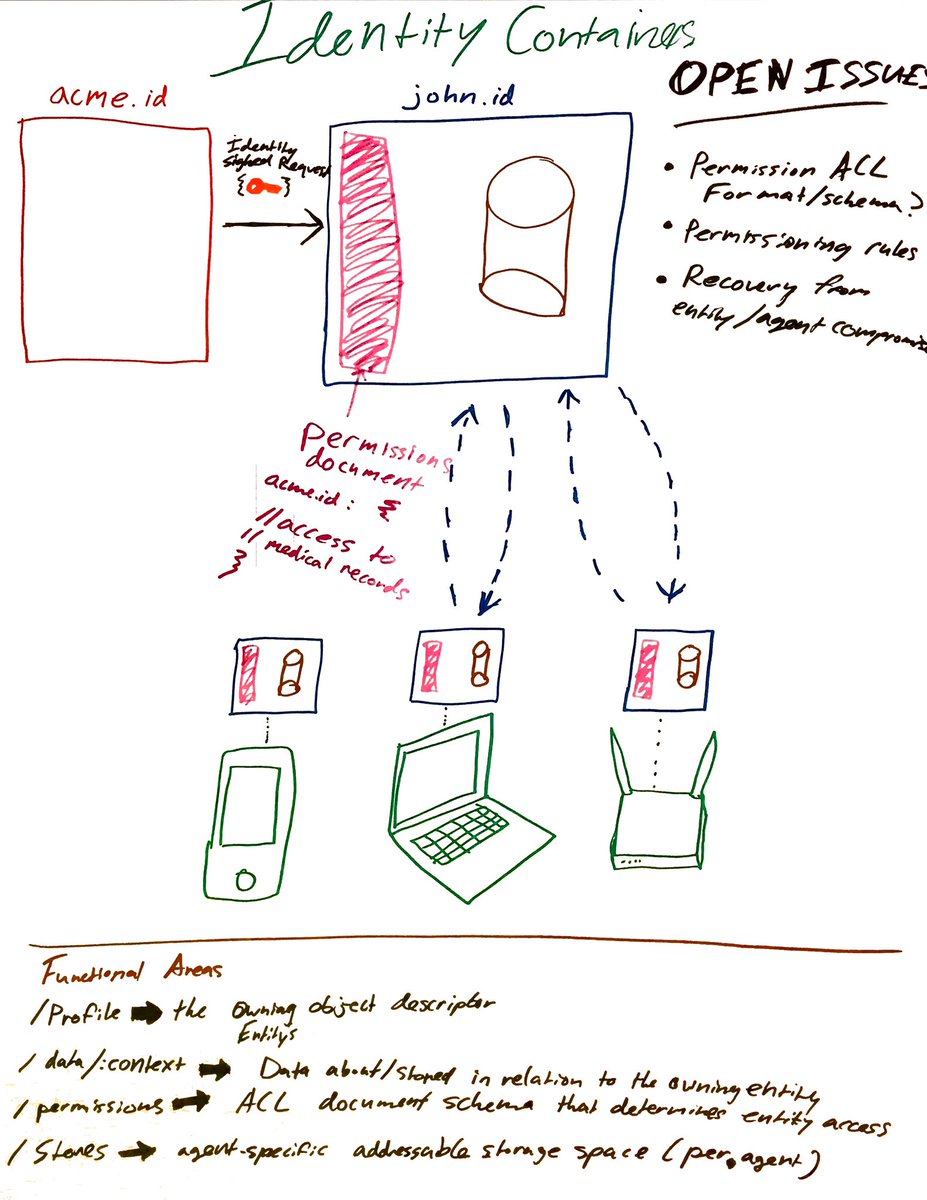 Identity Containers
acme.id
john.id
Identity
Signed Request
{ }
OPEN ISSUES
• Permission ACL
Format/schema?
• Permissioning rules
• Recovery from
entity/agent compromise
Permissions
document
acme.id: {
// access to
// medical records
}
Functional Areas
/Profile ➡ the owning object descriptor
Entity's
/data/:context ➡ Data about/stored in relation to the owning entity
/permissions ➡ ACL document schema that determines entity access
/Stores ➡ agent-specific addressable storage space (per.agent)